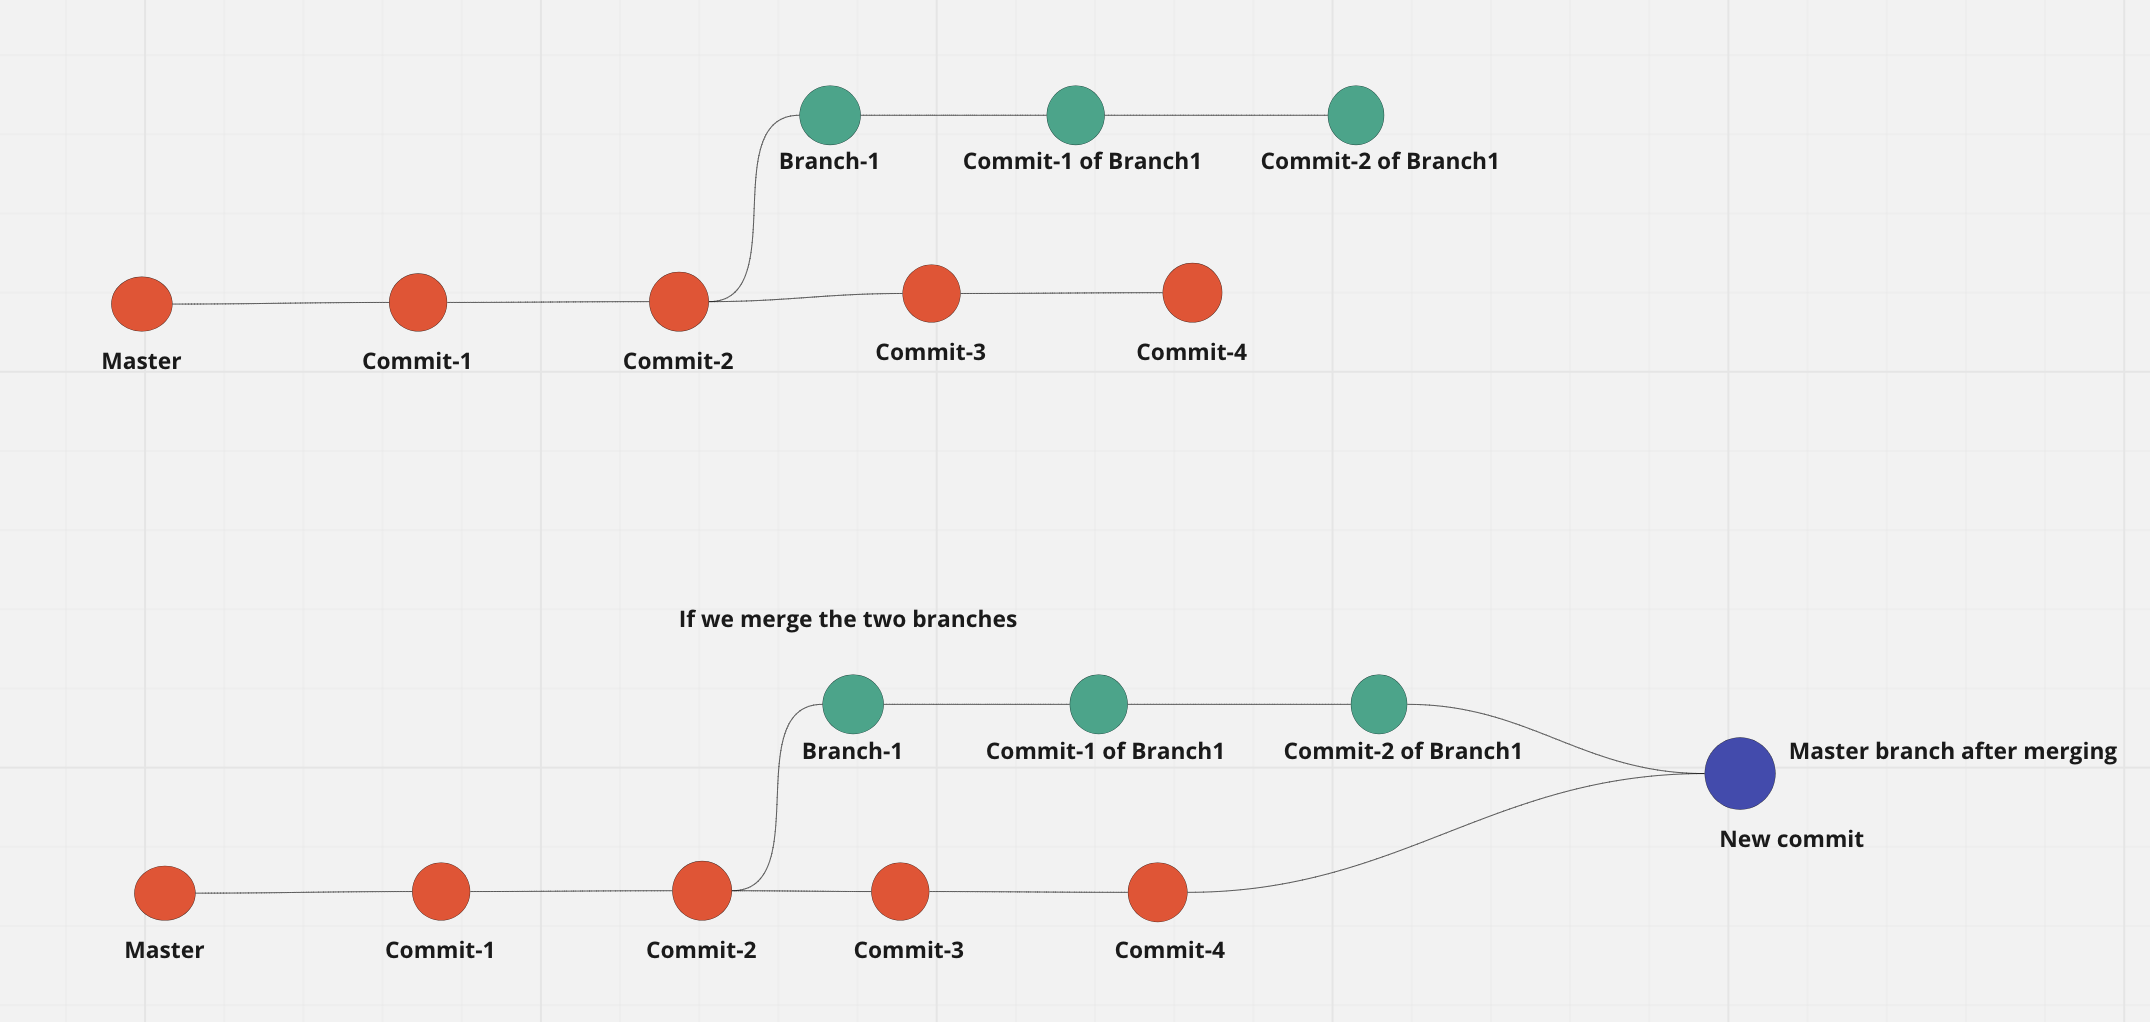 Branch-1
Commit-1 of Branch1
Commit-2 of Branch1
Master
Commit-1
Commit-2
Commit-3
Commit-4
If we merge the two branches
Branch-1
Commit-1 of Branch1
Commit-2 of Branch1
Master branch after merging
New commit
Master
Commit-1
Commit-2
Commit-3
Commit-4